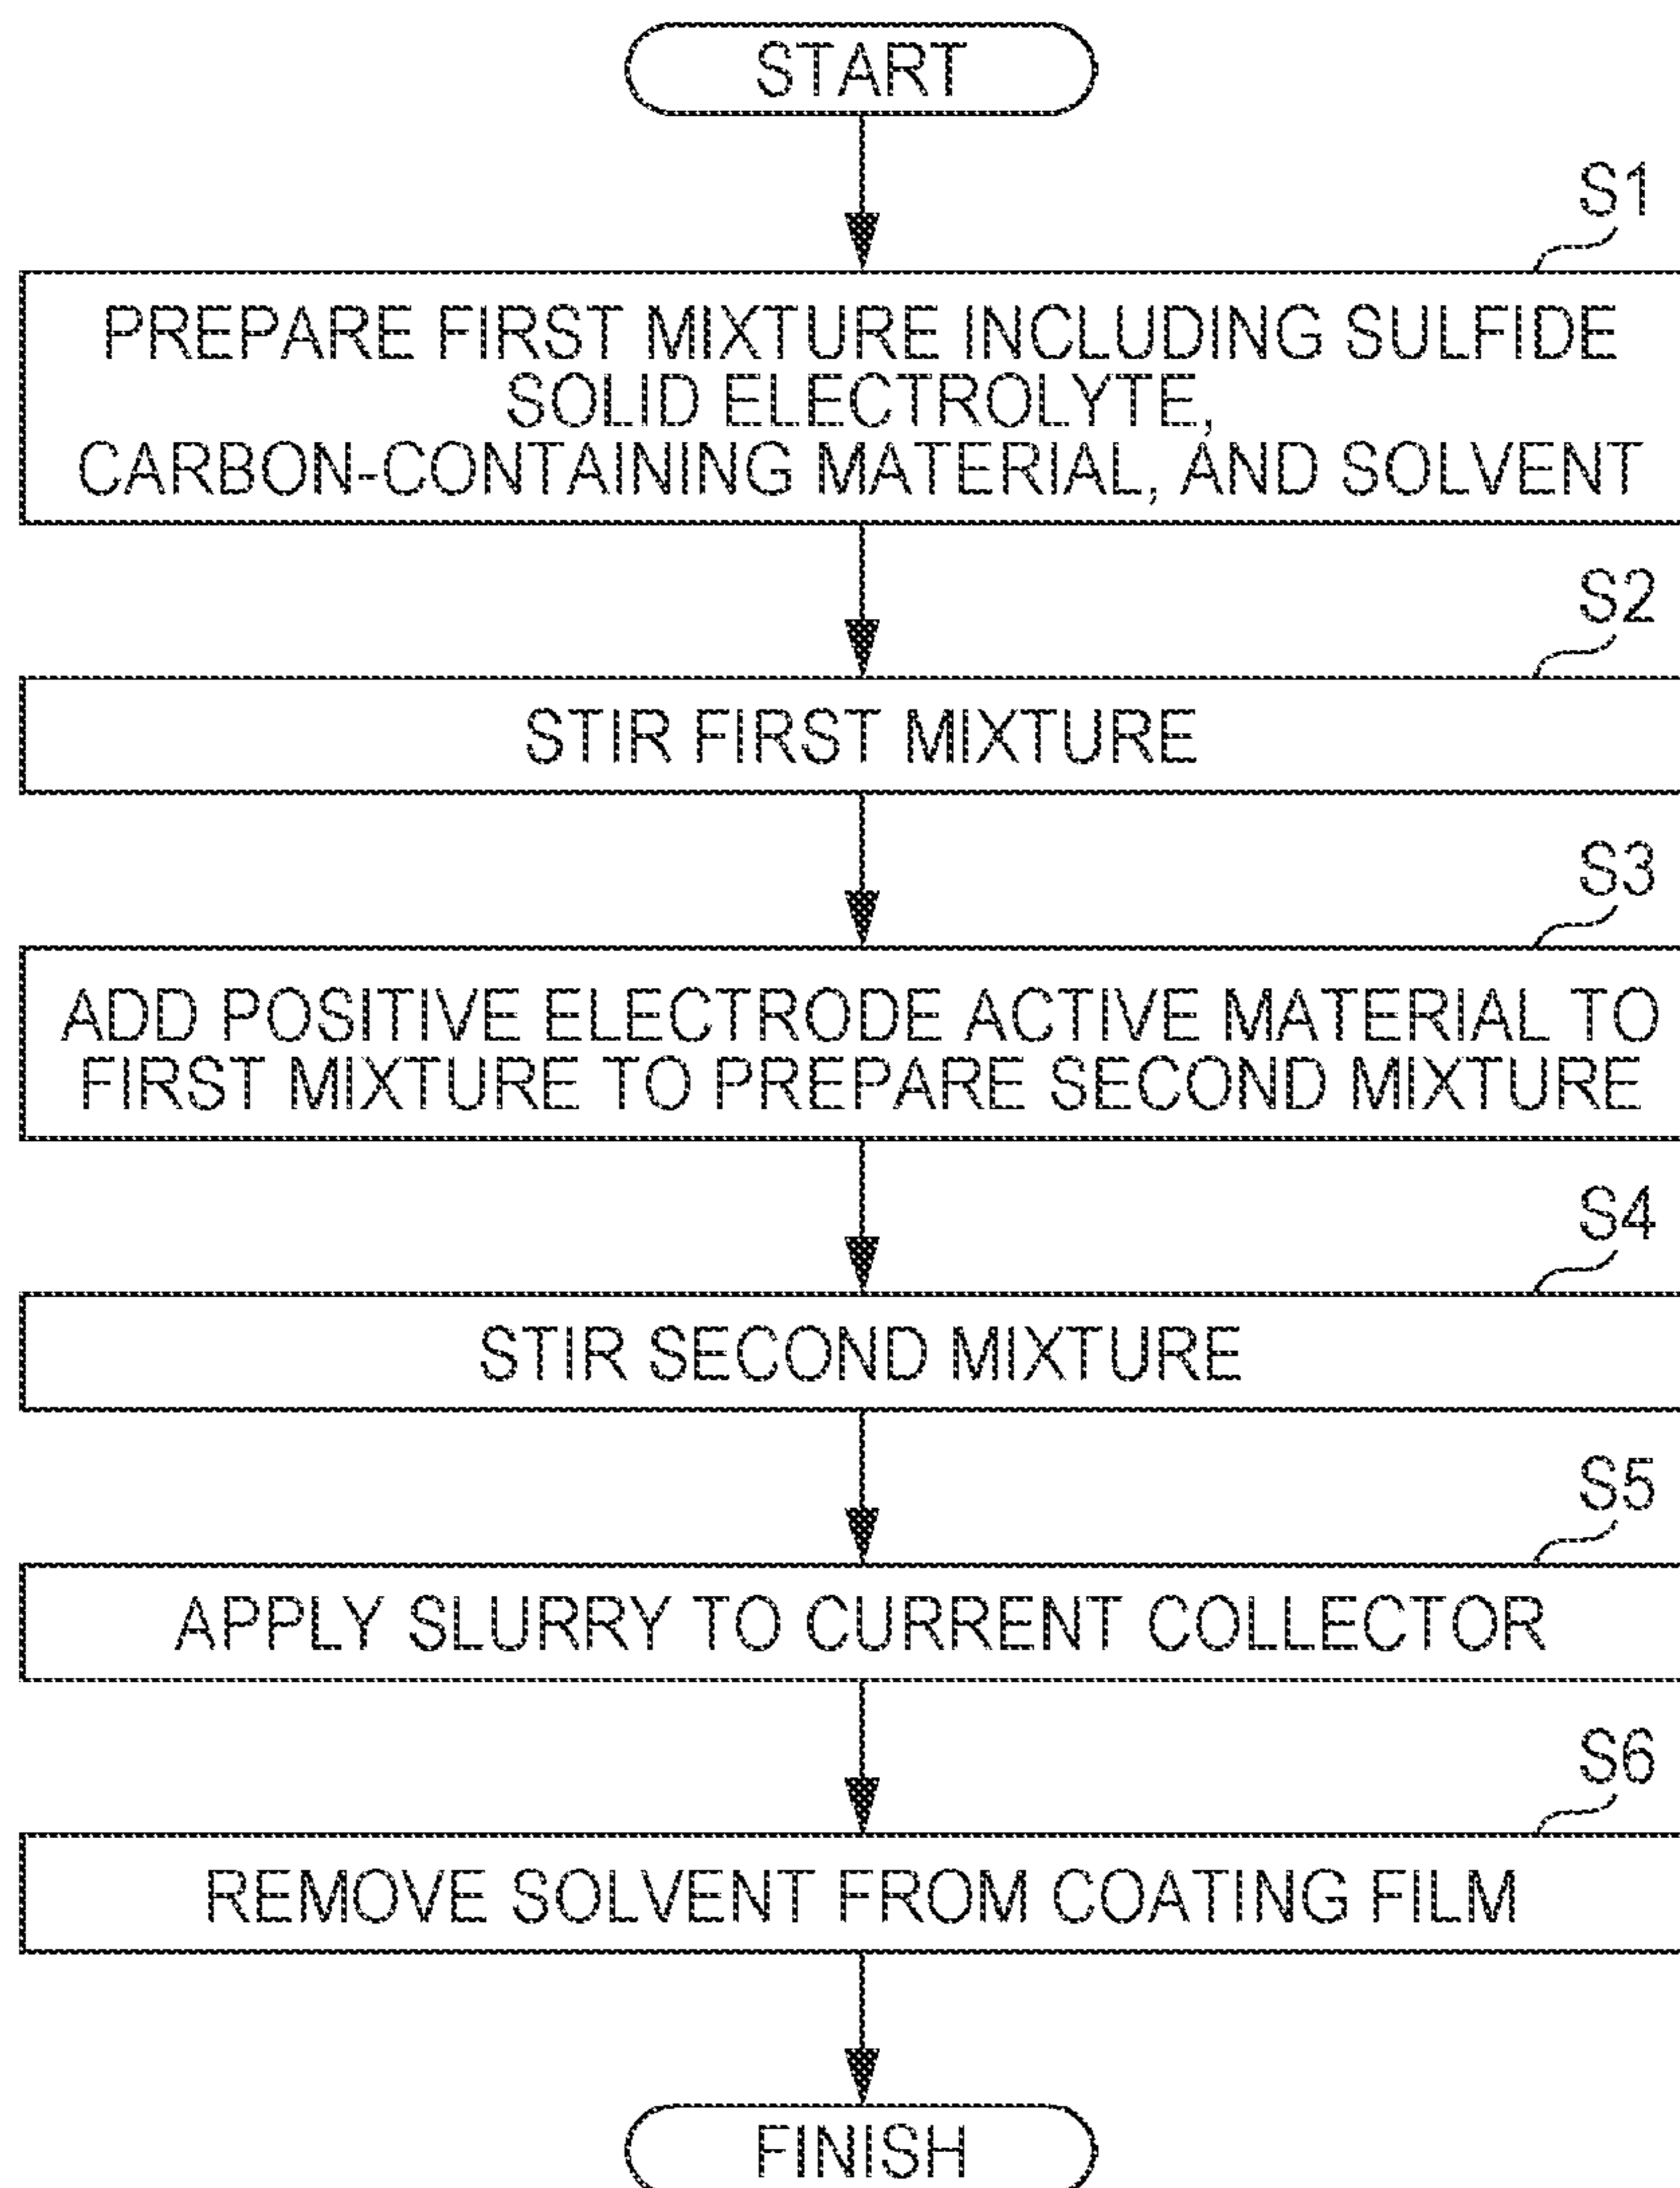 START
S1
PREPARE FIRST MIXTURE INCLUDING SULFIDE
SOLID ELECTROLYTE,
CARBON-CONTAINING MATERIAL, AND SOLVENT
S2
STIR FIRST MIXTURE
S3
ADD POSITIVE ELECTRODE ACTIVE MATERIAL TO
FIRST MIXTURE TO PREPARE SECOND MIXTURE
S4
STIR SECOND MIXTURE
S5
APPLY SLURRY TO CURRENT COLLECTOR
S6
REMOVE SOLVENT FROM COATING FILM
FINISH